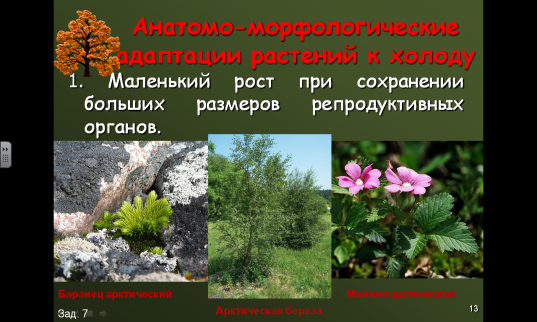 Анатомо-морфологические
адаптации растений к холоду
1. Маленький рост при сохранении
больших размеров репродуктивных
органов.
Баранец арктический
Арктическая береза
Малина арктическая
Зад. 7
13